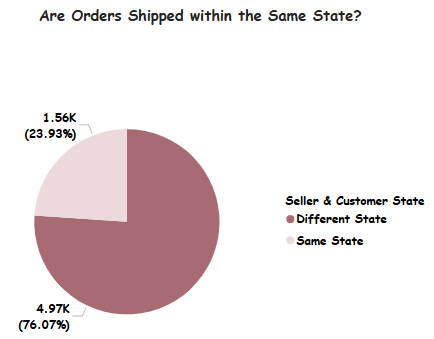 Are Orders Shipped within the Same State?
1.56K
(23.93%)
Seller & Customer State
Different State
Same State
4.97K
(76.07%)